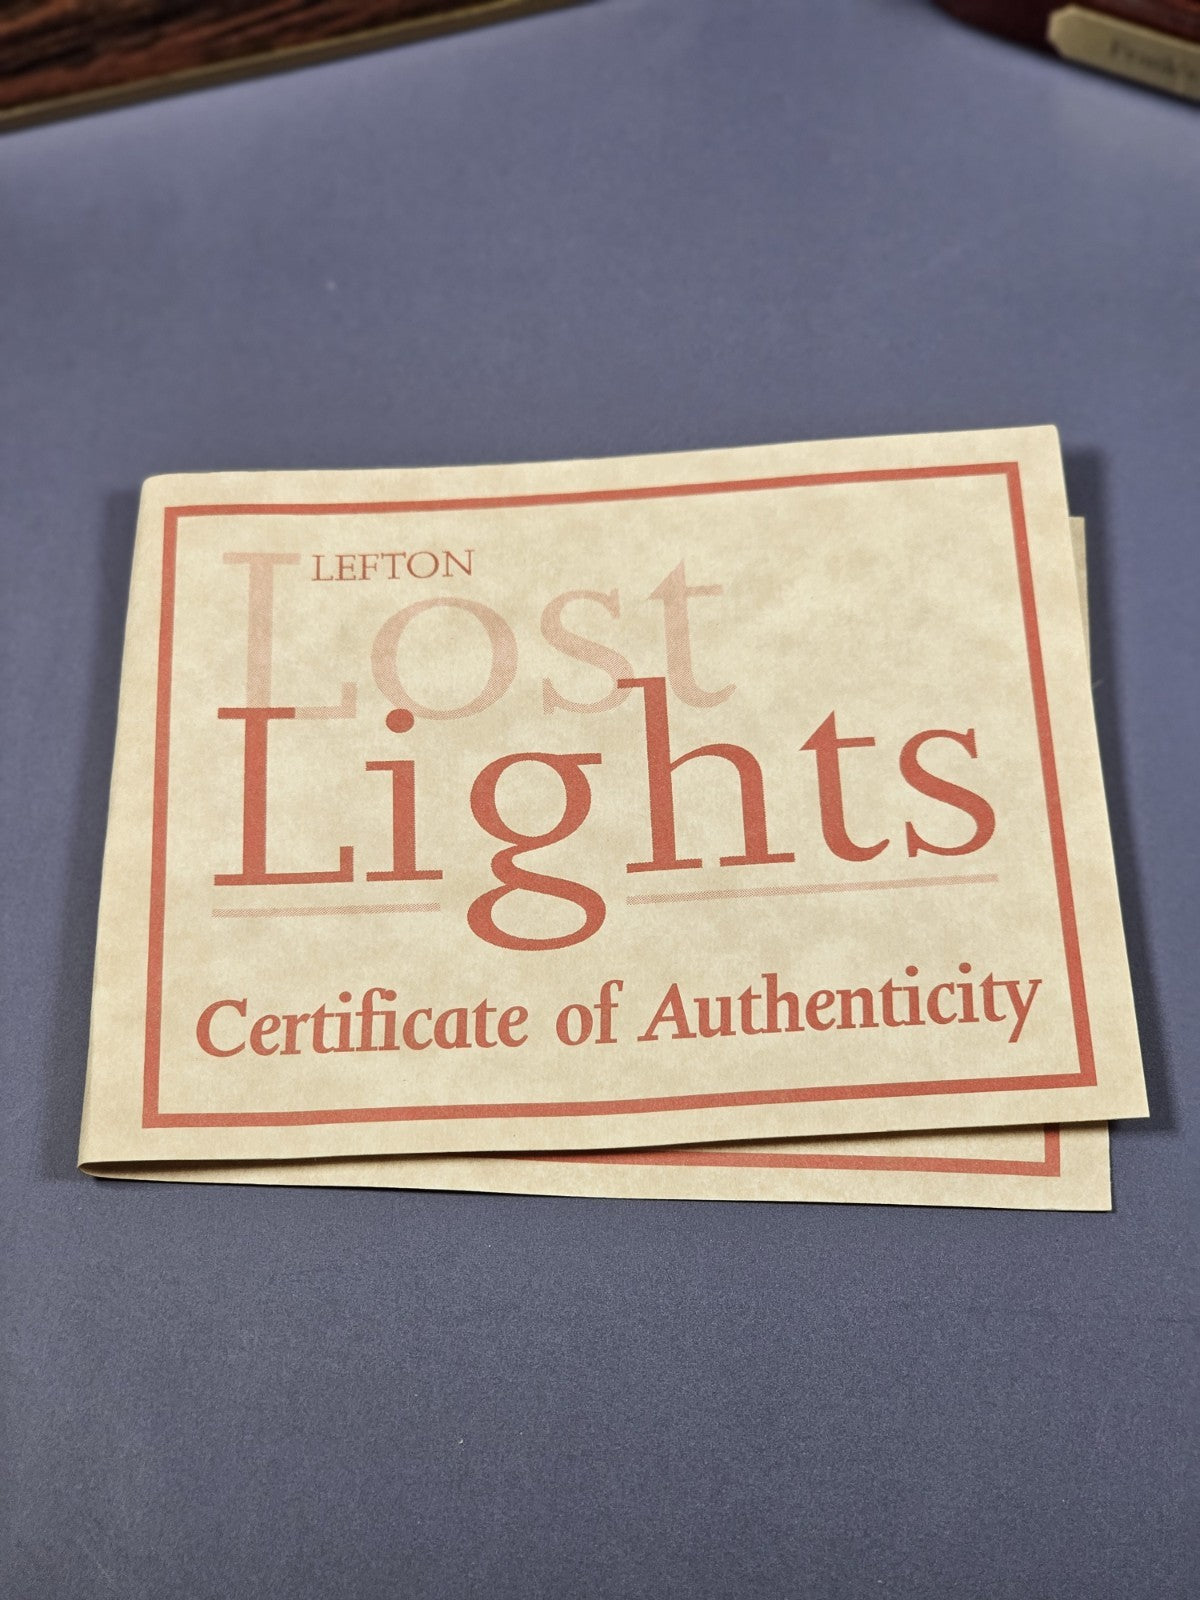 LEFTON
Lost
Lights
Certificate of Authenticity